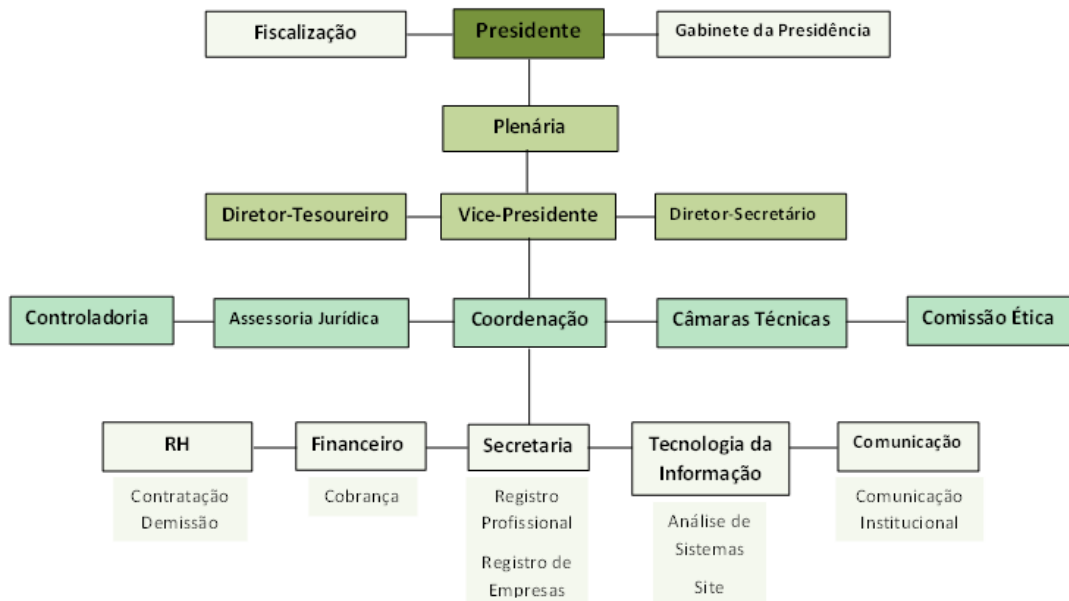 Fiscalização
Presidente
Gabinete da Presidência
Plenária
Diretor-Tesoureiro
Vice-Presidente
Diretor-Secretário
Controladoria
Assessoria Jurídica
Coordenação
Câmaras Técnicas
Comissão Ética
RH
Contratação
Demissão
Financeiro
Cobrança
Secretaria
Registro
Profissional
Registro de
Empresas
Tecnologia da
Informação
Análise de
Sistemas
Site
Comunicação
Comunicação
Institucional